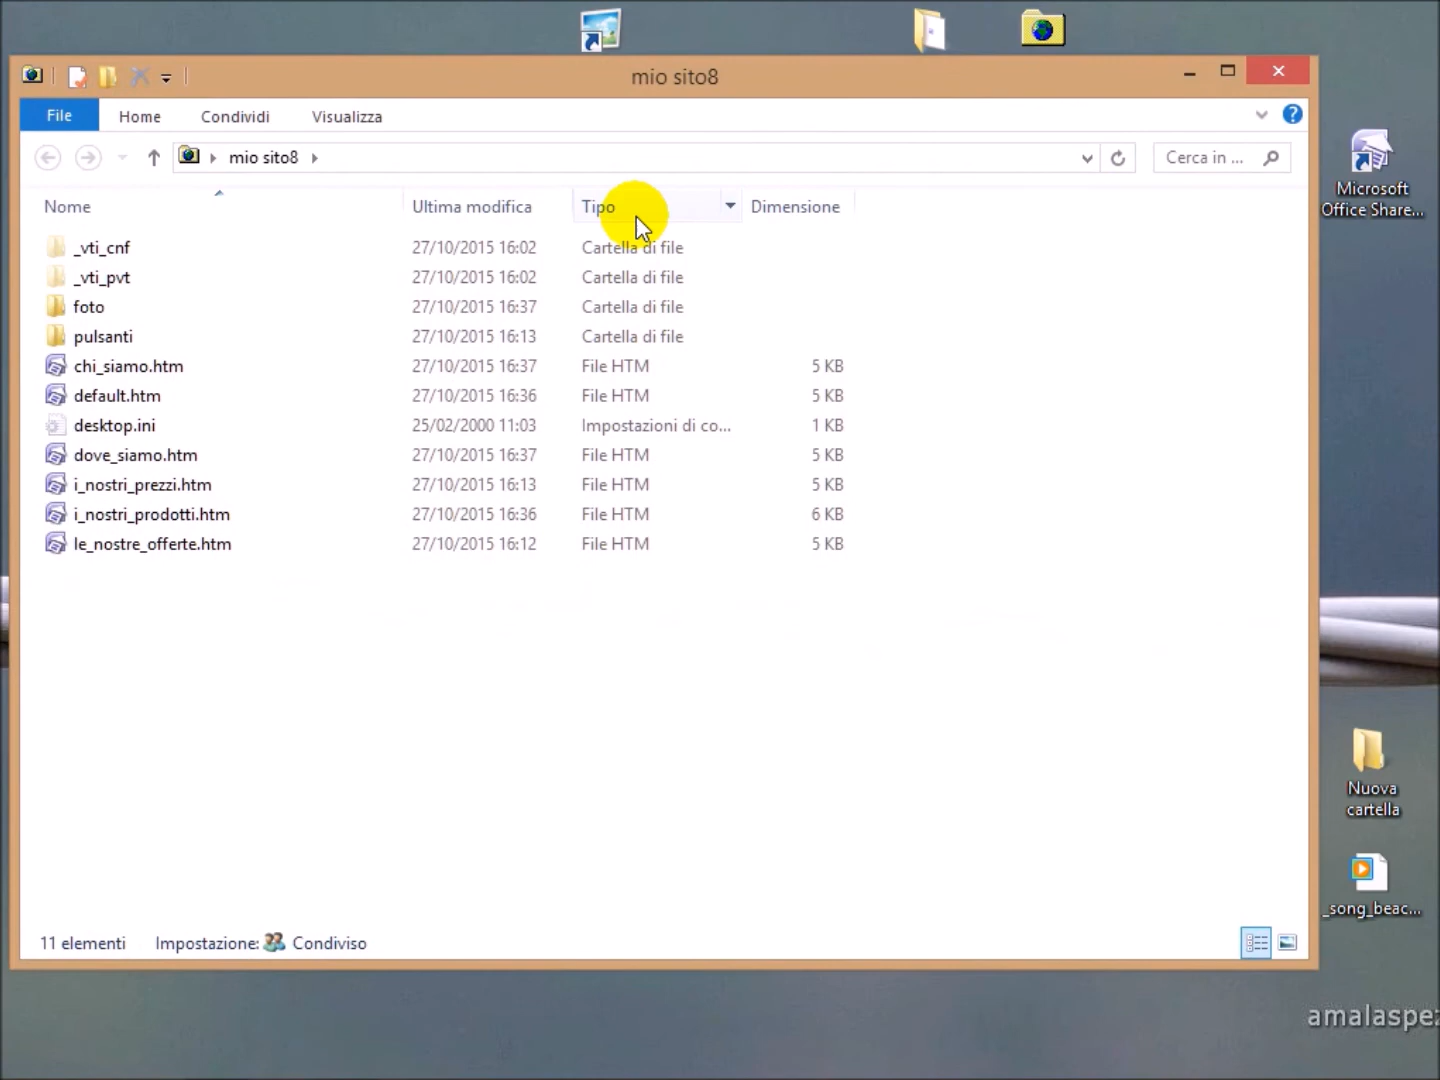 mio sito8
File Home Condividi Visualizza
mio sito8 Cerca in ...
Nome Ultima modifica Tipo Dimensione
_vti_cnf 27/10/2015 16:02 Cartella di file
_vti_pvt 27/10/2015 16:02 Cartella di file
foto 27/10/2015 16:37 Cartella di file
pulsanti 27/10/2015 16:13 Cartella di file
chi_siamo.htm 27/10/2015 16:37 File HTM 5 KB
default.htm 27/10/2015 16:36 File HTM 5 KB
desktop.ini 25/02/2000 11:03 Impostazioni di co... 1 KB
dove_siamo.htm 27/10/2015 16:37 File HTM 5 KB
i_nostri_prezzi.htm 27/10/2015 16:13 File HTM 5 KB
i_nostri_prodotti.htm 27/10/2015 16:36 File HTM 6 KB
le_nostre_offerte.htm 27/10/2015 16:12 File HTM 5 KB
11 elementi Impostazione: Condiviso
Microsoft
Office Share...
Nuova
cartella
_song_beac...
amalaspez